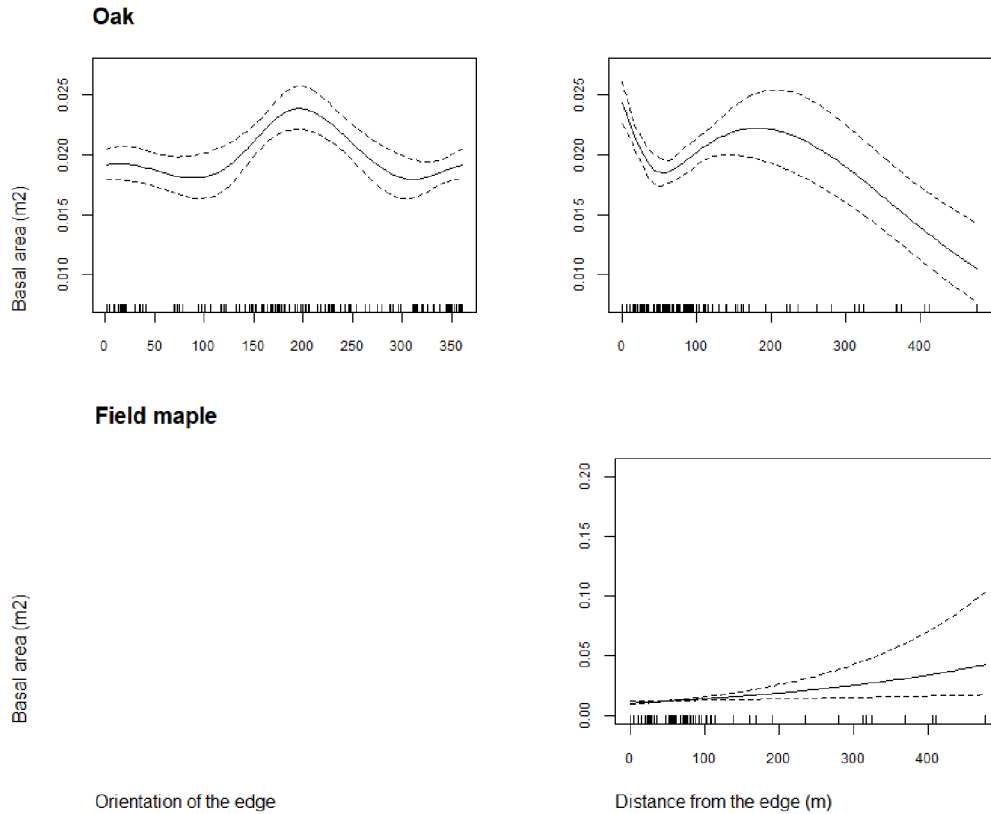 Oak
Basal area (m2)
0.010 0.015 0.020 0.025
0 50 100 150 200 250 300 350
0.010 0.015 0.020 0.025
0 100 200 300 400
Field maple
Basal area (m2)
0.00 0.05 0.10 0.15 0.20
0 100 200 300 400
Orientation of the edge
Distance from the edge (m)